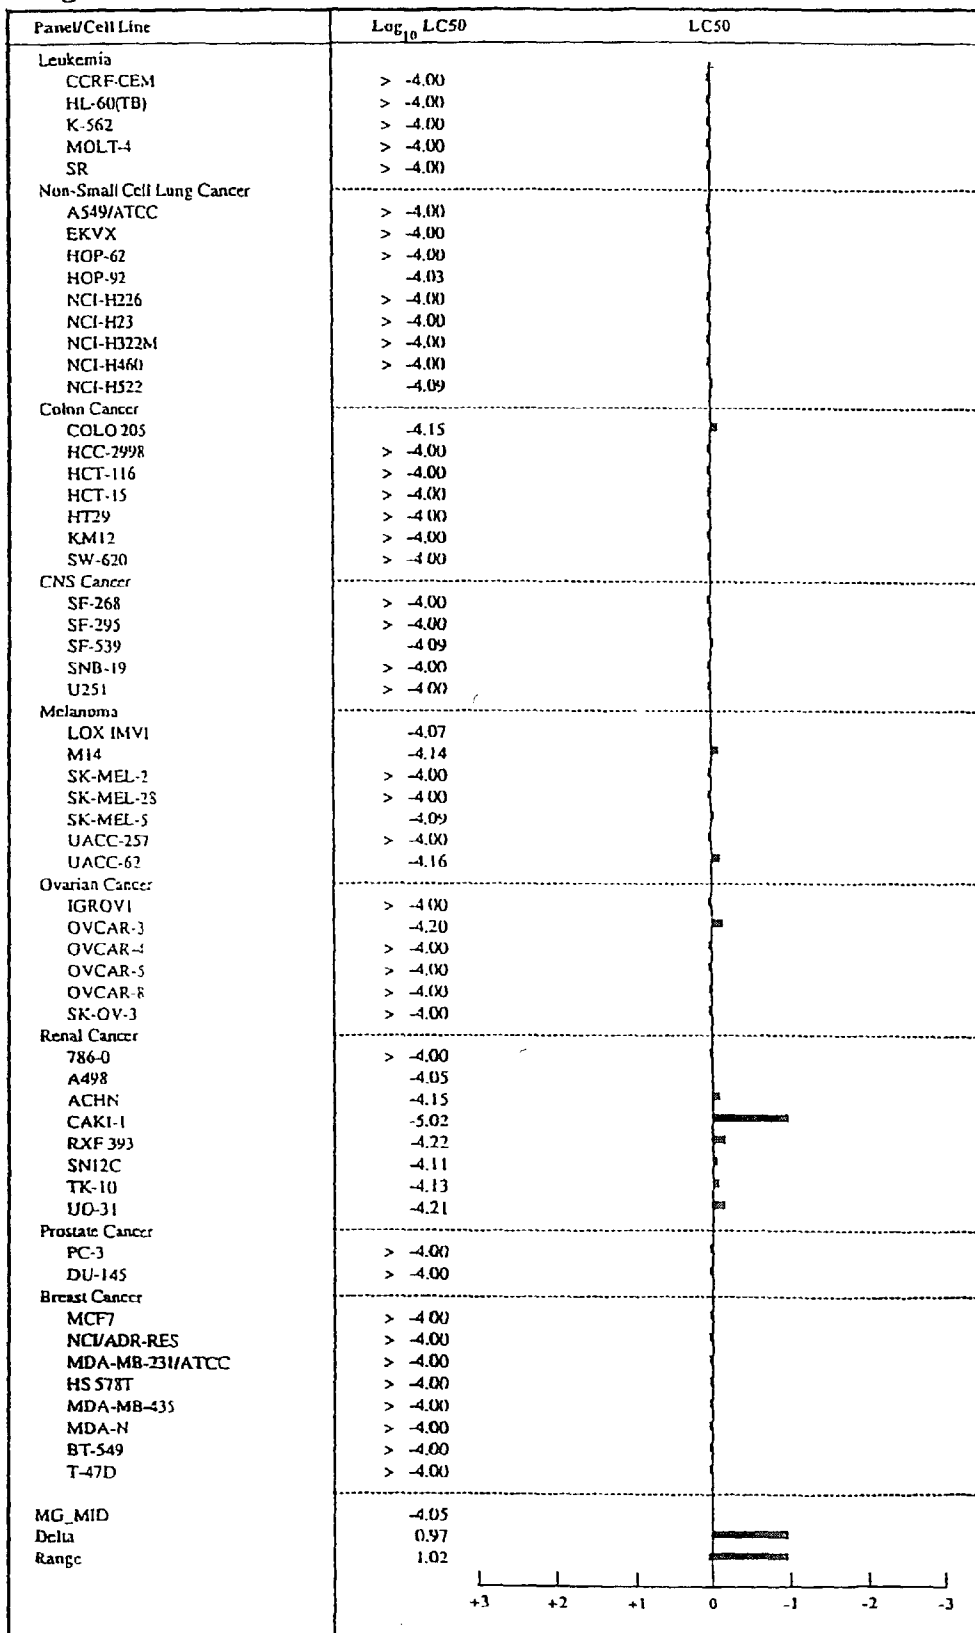 Panel/Cell Line Log10 LC50 LC50
Leukemia
CCRF-CEM > -4.00
HL-60(TB) > -4.00
K-562 > -4.00
MOLT-4 > -4.00
SR > -4.00
Non-Small Cell Lung Cancer
A549/ATCC > -4.00
EKVX > -4.00
HOP-62 > -4.00
HOP-92 -4.03
NCI-H226 > -4.00
NCI-H23 > -4.00
NCI-H322M > -4.00
NCI-H460 > -4.00
NCI-H522 -4.09
Colon Cancer
COLO 205 -4.15
HCC-2998 > -4.00
HCT-116 > -4.00
HCT-15 > -4.00
HT29 > -4.00
KM12 > -4.00
SW-620 > -4.00
CNS Cancer
SF-268 > -4.00
SF-295 > -4.00
SF-539 -4.09
SNB-19 > -4.00
U251 > -4.00
Melanoma
LOX IMVI -4.07
M14 -4.14
SK-MEL-2 > -4.00
SK-MEL-28 > -4.00
SK-MEL-5 -4.09
UACC-257 > -4.00
UACC-62 -4.16
Ovarian Cancer
IGROV1 > -4.00
OVCAR-3 -4.20
OVCAR-4 > -4.00
OVCAR-5 > -4.00
OVCAR-8 > -4.00
SK-OV-3 > -4.00
Renal Cancer
786-0 > -4.00
A498 -4.05
ACHN -4.15
CAKI-1 -5.02
RXF 393 -4.22
SN12C -4.11
TK-10 -4.13
UO-31 -4.21
Prostate Cancer
PC-3 > -4.00
DU-145 > -4.00
Breast Cancer
MCF7 > -4.00
NCI/ADR-RES > -4.00
MDA-MB-231/ATCC > -4.00
HS 578T > -4.00
MDA-MB-435 > -4.00
MDA-N > -4.00
BT-549 > -4.00
T-47D > -4.00
MG_MID -4.05
Delta 0.97
Range 1.02
+3 +2 +1 0 -1 -2 -3